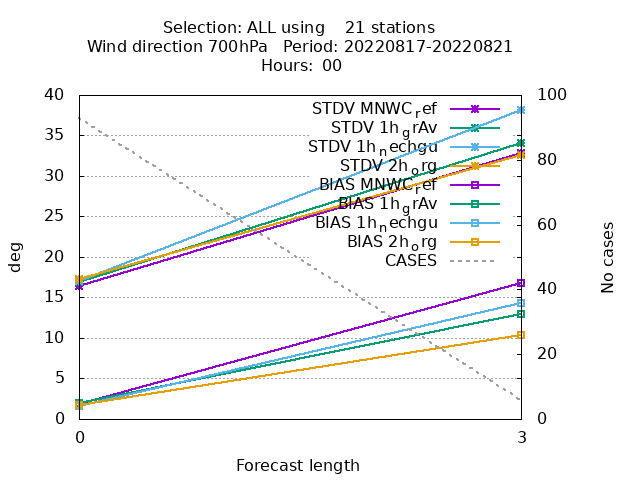 Selection: ALL using 21 stations
Wind direction 700hPa Period: 20220817-20220821
Hours: 00
40
35
30
25
20
15
10
5
0
deg
100
80
60
40
20
0
No cases
STDV MNWC_ref
STDV 1h_grAv
STDV 1h_nechgu
STDV 2h_org
BIAS MNWC_ref
BIAS 1h_grAv
BIAS 1h_nechgu
BIAS 2h_org
CASES
0
3
Forecast length